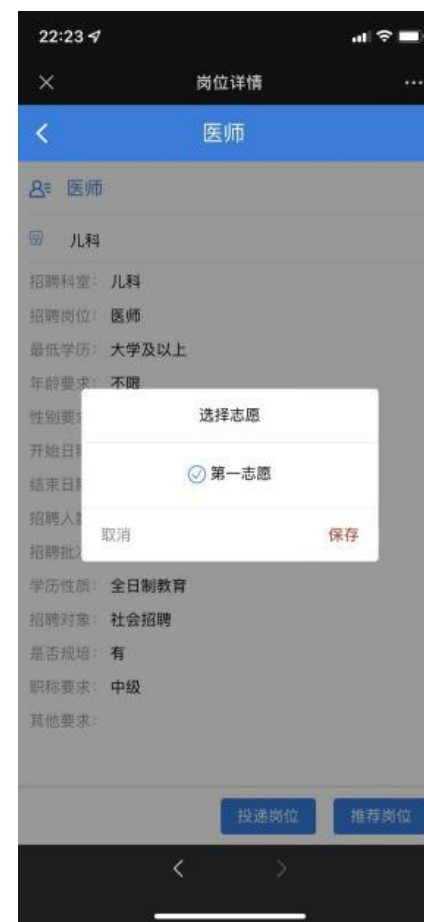 22:23
岗位详情
医师
医师
儿科
招聘科室： 儿科
招聘岗位： 医师
最低学历： 大学及以上
年龄要求： 不限
性别要
选择志愿
开始日
第一志愿
结束日
招聘人
取消 保存
招聘批
学历性质： 全日制教育
招聘对象： 社会招聘
是否规培： 有
职称要求： 中级
其他要求：
投递岗位 推荐岗位